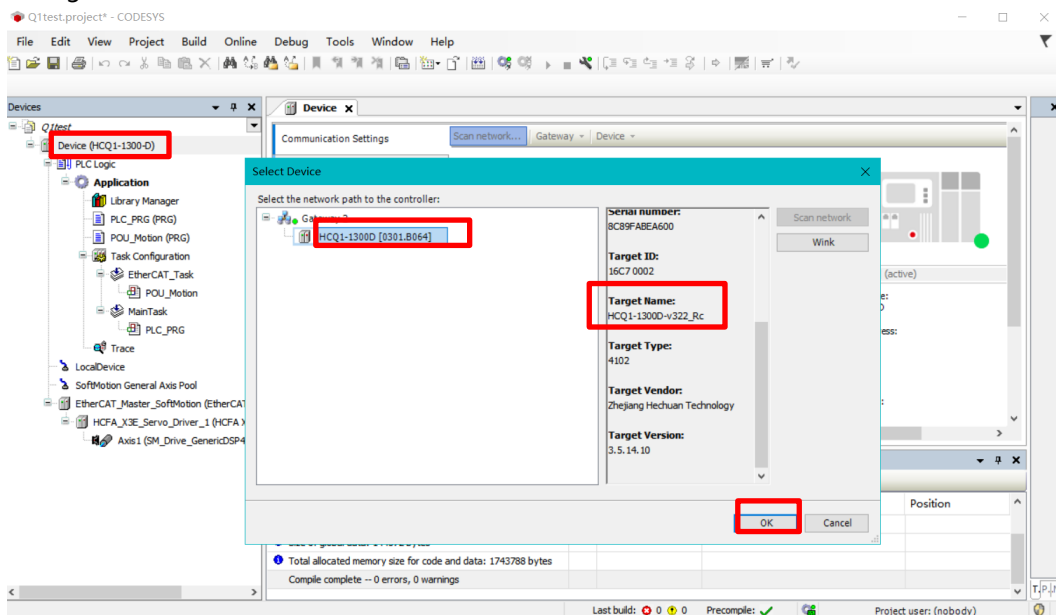 Q1test.project* - CODESYS
File Edit View Project Build Online Debug Tools Window Help
Devices
Q1test
Device (HCQ1-1300-D)
PLC Logic
Application
Library Manager
PLC_PRG (PRG)
POU_Motion (PRG)
Task Configuration
EtherCAT_Task
POU_Motion
MainTask
PLC_PRG
Trace
LocalDevice
SoftMotion General Axis Pool
EtherCAT_Master_SoftMotion (EtherCA
HCFA_X3E_Servo_Driver_1 (HCFA
Axis1 (SM_Drive_GenericDSP4
Device
Communication Settings
Scan network... Gateway Device
Select Device
Select the network path to the controller:
HCQ1-1300D [0301.B064]
Serial number:
8C89FABEA600
Target ID:
16C7 0002
Target Name:
HCQ1-1300D-v322_Rc
Target Type:
4102
Target Vendor:
Zhejiang Hechuan Technology
Target Version:
3.5.14.10
Scan network
Wink
(active)
ess:
OK Cancel
Position
Total allocated memory size for code and data: 1743788 bytes
Compile complete -- 0 errors, 0 warnings
Last build: 0 0 Precompile: Project user: (nobody)